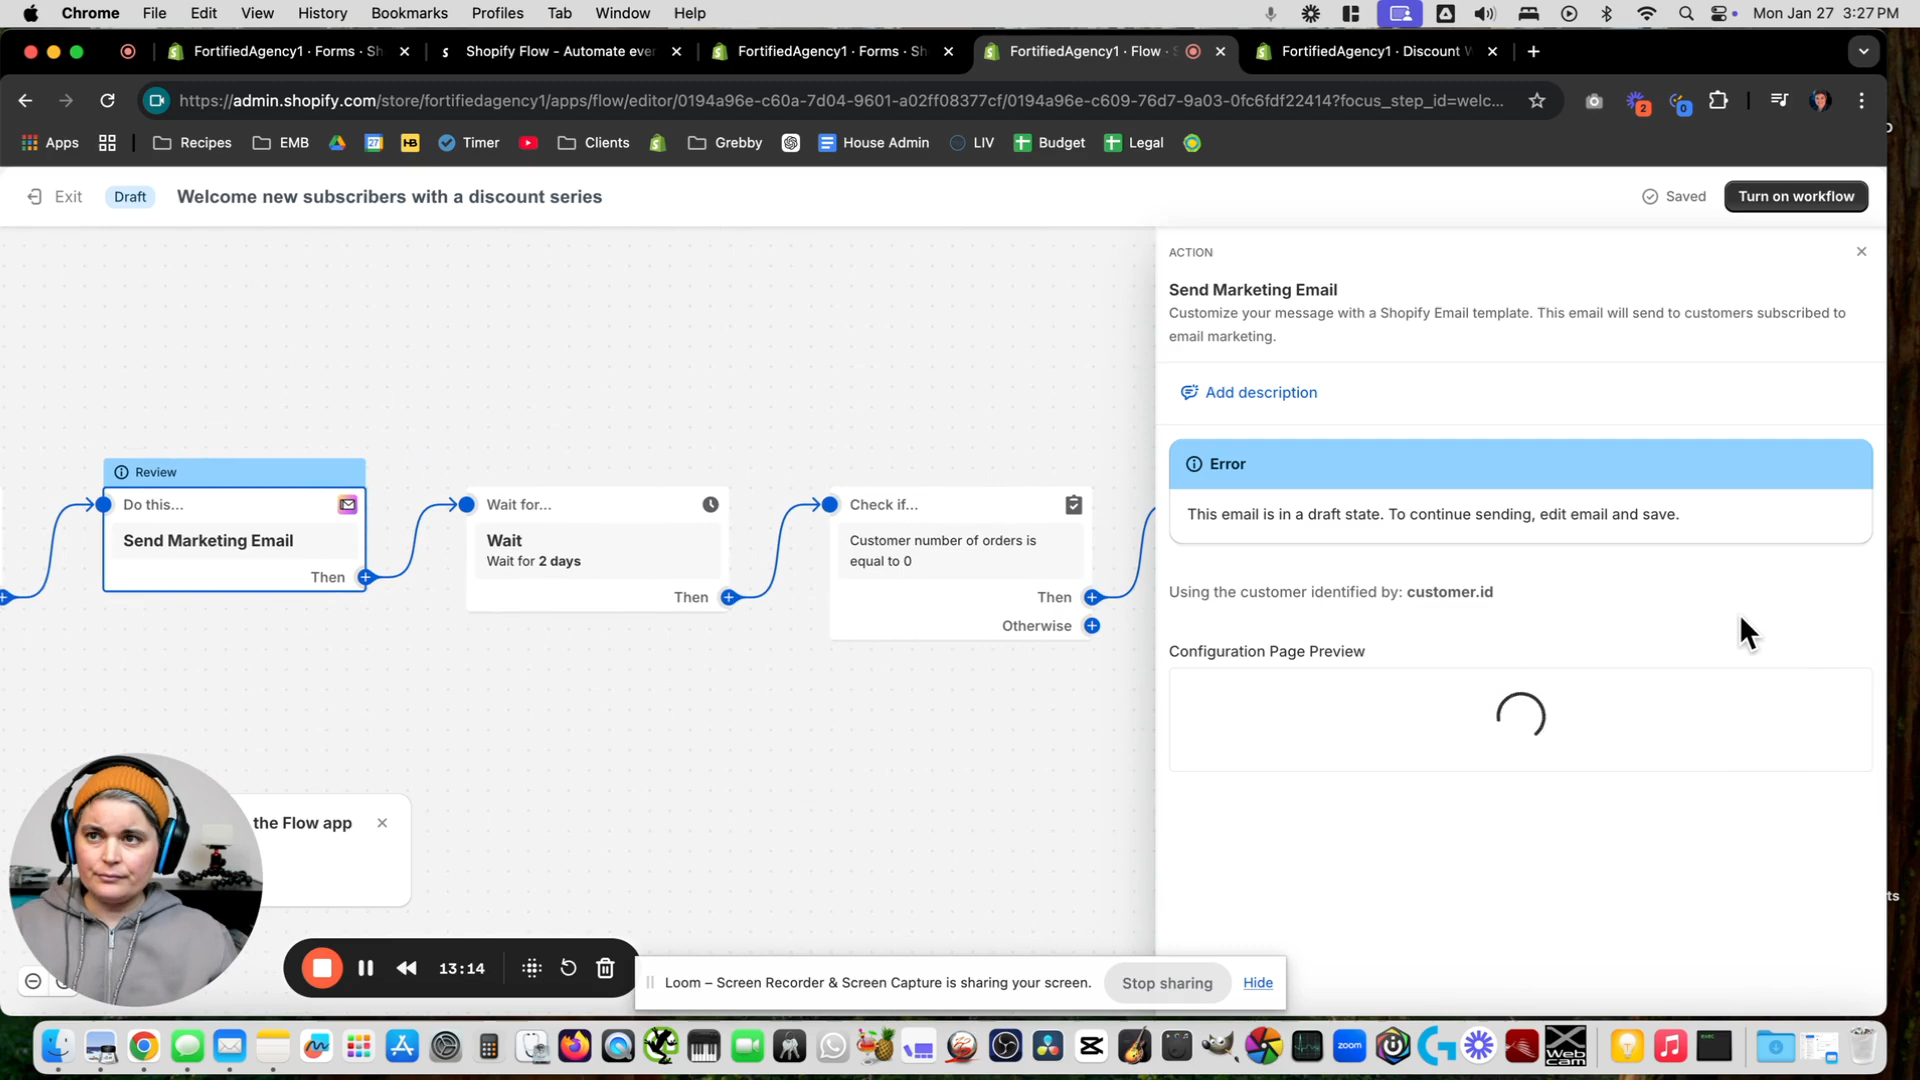 Chrome File Edit View History Bookmarks Profiles Tab Window Help Mon Jan 27 3:27 PM
FortifiedAgency1 · Forms · Sh Shopify Flow - Automate ever FortifiedAgency1 · Forms · Sh FortifiedAgency1 · Flow · FortifiedAgency1 · Discount
https://admin.shopify.com/store/fortifiedagency1/apps/flow/editor/0194a96e-c60a-7d04-9601-a02ff08377cf/0194a96e-c609-76d7-9a03-0fc6fdf22414?focus_step_id=welc... 2 0
Apps Recipes EMB 27 HB Timer Clients Grebby House Admin LIV Budget Legal
Exit Draft Welcome new subscribers with a discount series Saved Turn on workflow
ACTION
Send Marketing Email
Customize your message with a Shopify Email template. This email will send to customers subscribed to
email marketing.
Add description
Error
This email is in a draft state. To continue sending, edit email and save.
Using the customer identified by: customer.id
Configuration Page Preview
Review
Do this...
Send Marketing Email
Then
Wait for...
Wait
Wait for 2 days
Then
Check if...
Customer number of orders is
equal to 0
Then
Otherwise
the Flow app
13:14
Loom – Screen Recorder & Screen Capture is sharing your screen. Stop sharing Hide
rts
zoom
Web
cam